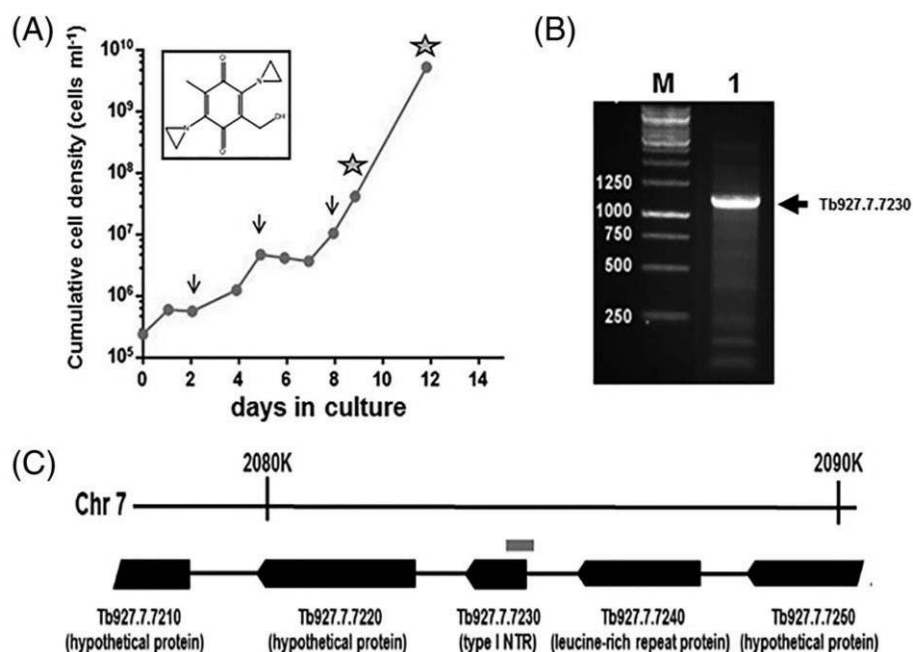 (A)
Cumulative cell density (cells ml⁻¹)
10¹⁰
10⁹
10⁸
10⁷
10⁶
10⁵
O
N
OH
N
O
0 2 4 6 8 10 12 14
days in culture
(B)
M 1
1250
1000
750
500
250
Tb927.7.7230
(C)
2080K 2090K
Chr 7
Tb927.7.7210 Tb927.7.7220 Tb927.7.7230 Tb927.7.7240 Tb927.7.7250
(hypothetical protein) (hypothetical protein) (type I NTR) (leucine-rich repeat protein) (hypothetical protein)